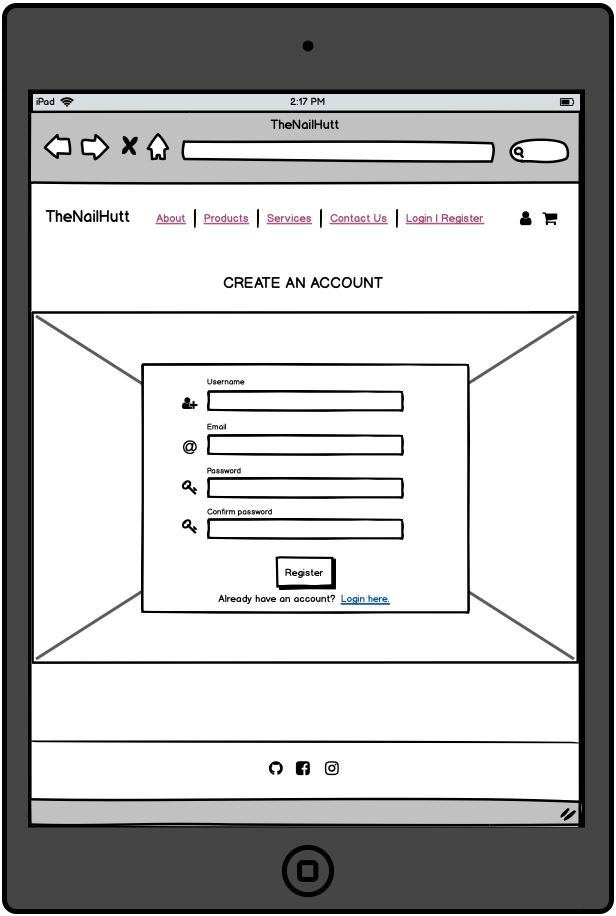 iPad 2:17 PM
TheNailHutt
TheNailHutt About | Products | Services | Contact Us | Login | Register
CREATE AN ACCOUNT
Username
Email
@
Password
Confirm password
Register
Already have an account? Login here.